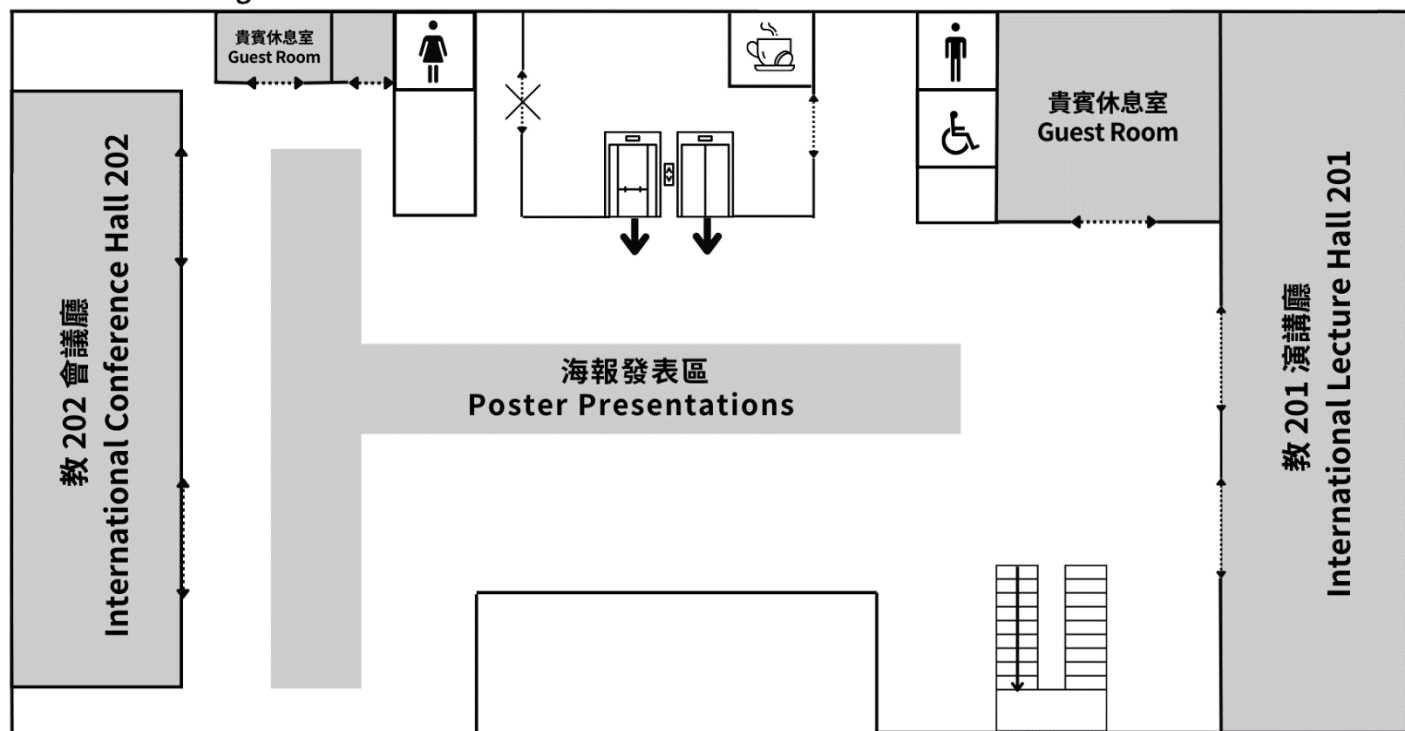 貴賓休息室
Guest Room
貴賓休息室
Guest Room
教 202 會議廳
International Conference Hall 202
海報發表區
Poster Presentations
教 201 演講廳
International Lecture Hall 201